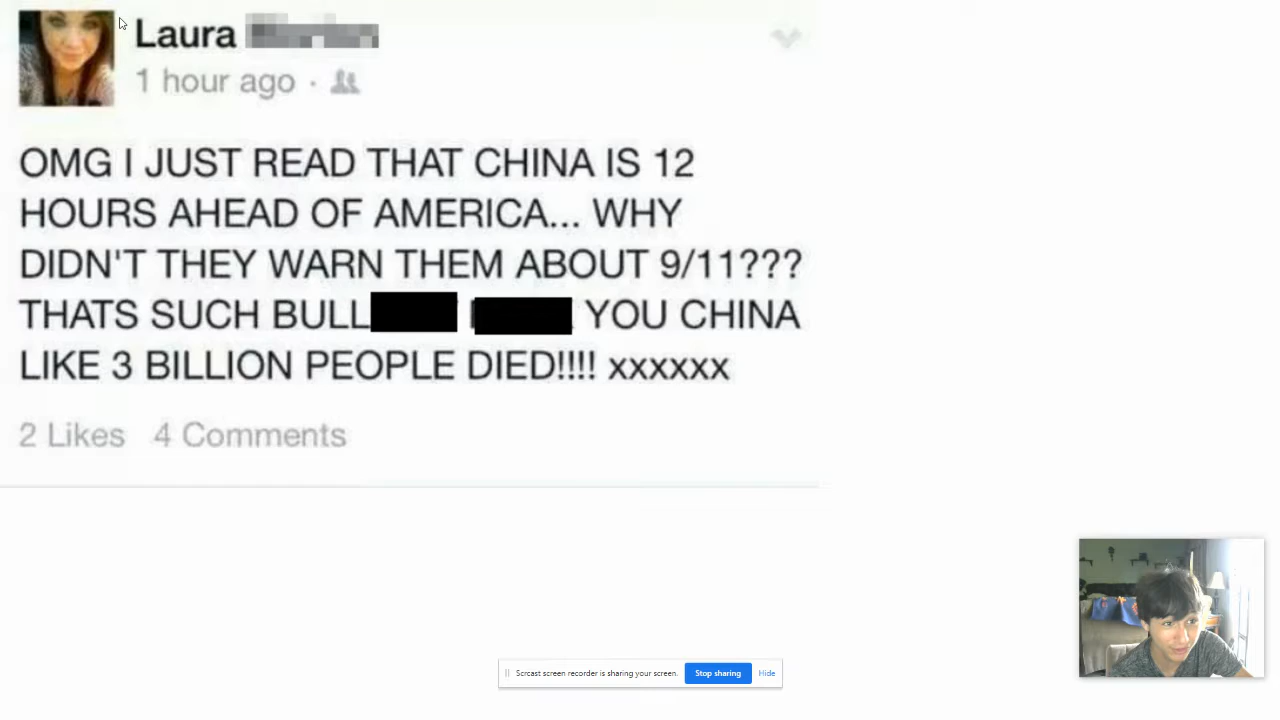 Laura
1 hour ago ·
OMG I JUST READ THAT CHINA IS 12
HOURS AHEAD OF AMERICA... WHY
DIDN'T THEY WARN THEM ABOUT 9/11???
THATS SUCH BULL YOU CHINA
LIKE 3 BILLION PEOPLE DIED!!!! xxxxxx
2 Likes 4 Comments
Scrcast screen recorder is sharing your screen. Stop sharing Hide